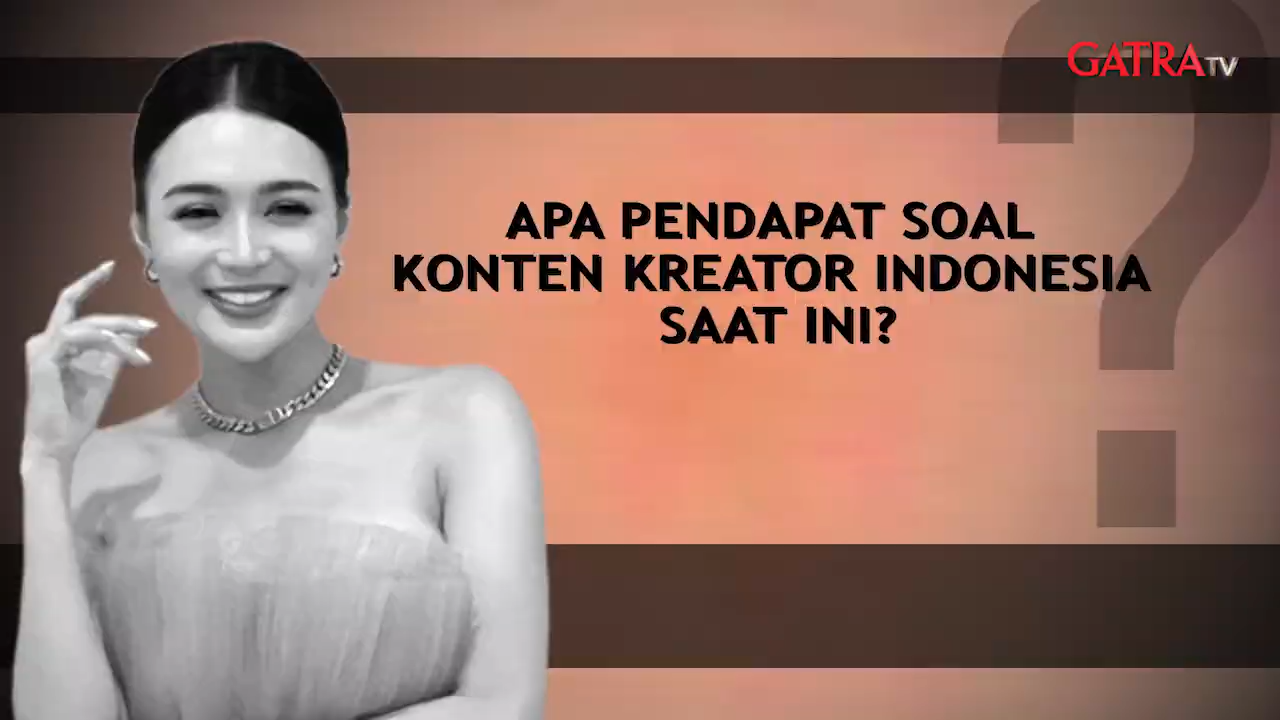 GATRA TV
APA PENDAPAT SOAL
KONTEN KREATOR INDONESIA
SAAT INI?